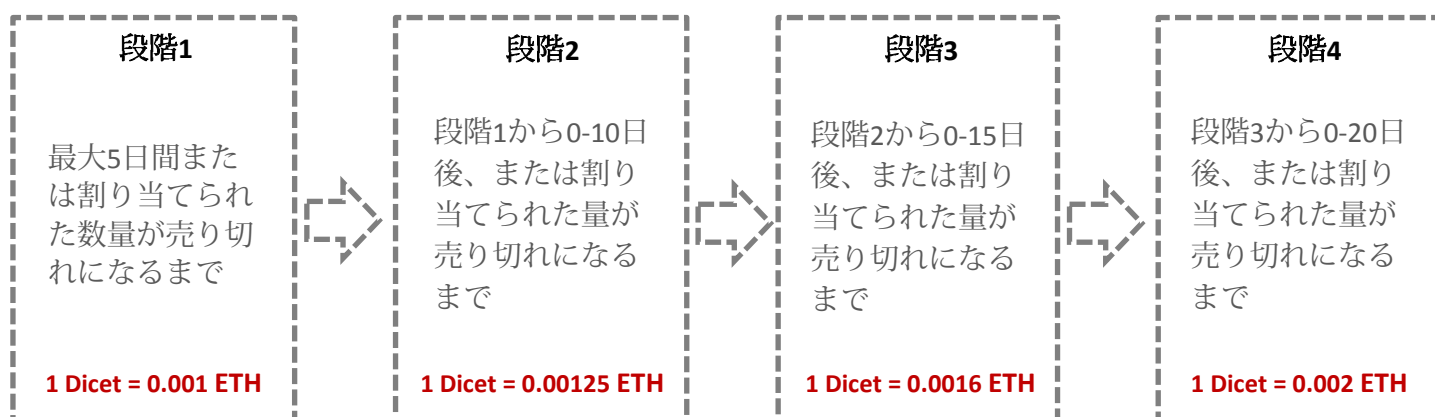 段階1
最大5日間また
は割り当てられ
た数量が売り切
れになるまで
1 Dicet = 0.001 ETH
段階2
段階1から0-10日
後、または割り
当てられた量が
売り切れになる
まで
1 Dicet = 0.00125 ETH
段階3
段階2から0-15日
後、または割り
当てられた量が
売り切れになる
まで
1 Dicet = 0.0016 ETH
段階4
段階3から0-20日
後、または割り
当てられた量が
売り切れになる
まで
1 Dicet = 0.002 ETH